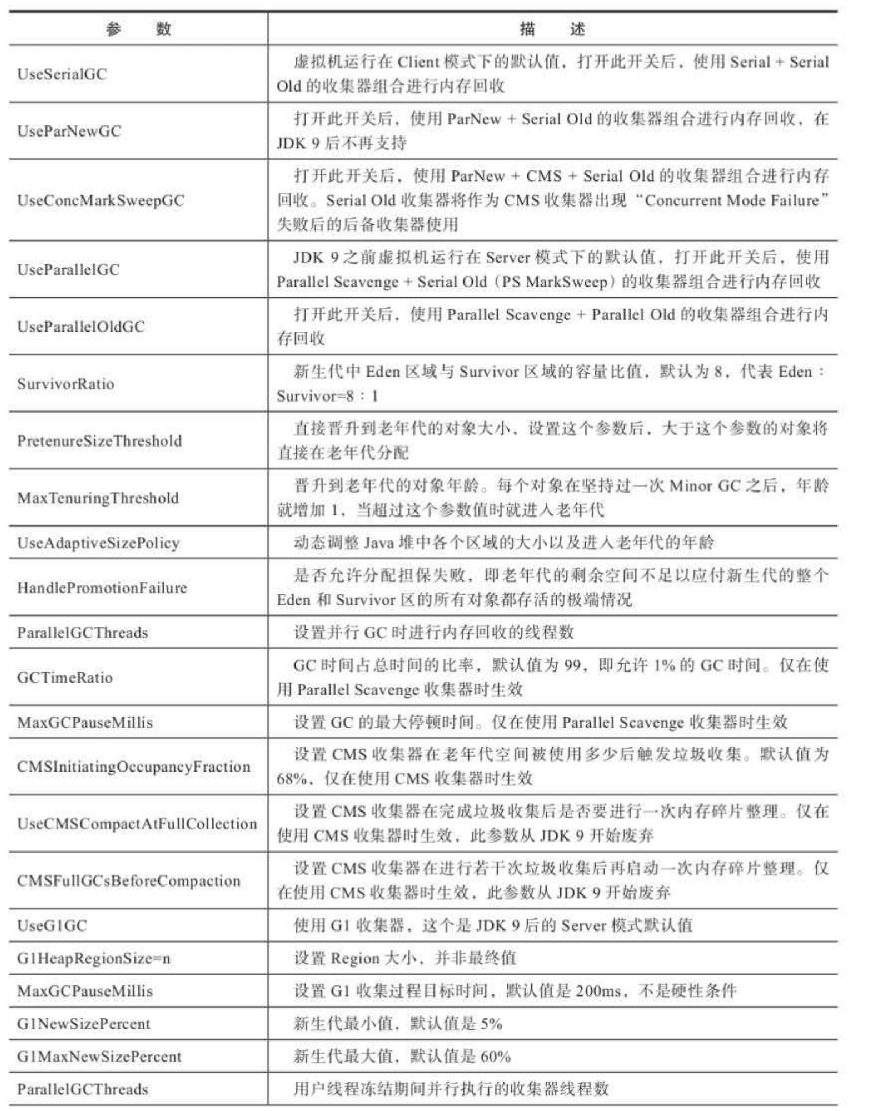 参 数 描 述
UseSerialGC
虚拟机运行在 Client 模式下的默认值，打开此开关后，使用 Serial + Serial
Old 的收集器组合进行内存回收
UseParNewGC
打开此开关后，使用 ParNew + Serial Old 的收集器组合进行内存回收，在
JDK 9 后不再支持
UseConcMarkSweepGC
打开此开关后，使用 ParNew + CMS + Serial Old 的收集器组合进行内存
回收。Serial Old 收集器将作为 CMS 收集器出现“Concurrent Mode Failure”
失败后的后备收集器使用
UseParallelGC
JDK 9 之前虚拟机运行在 Server 模式下的默认值，打开此开关后，使用
Parallel Scavenge + Serial Old（PS MarkSweep）的收集器组合进行内存回收
UseParallelOldGC
打开此开关后，使用 Parallel Scavenge + Parallel Old 的收集器组合进行内
存回收
SurvivorRatio
新生代中 Eden 区域与 Survivor 区域的容量比值，默认为 8，代表 Eden：
Survivor=8：1
PretenureSizeThreshold
直接晋升到老年代的对象大小，设置这个参数后，大于这个参数的对象将
直接在老年代分配
MaxTenuringThreshold
晋升到老年代的对象年龄。每个对象在坚持过一次 Minor GC 之后，年龄
就增加 1，当超过这个参数值时就进入老年代
UseAdaptiveSizePolicy
动态调整 Java 堆中各个区域的大小以及进入老年代的年龄
HandlePromotionFailure
是否允许分配担保失败，即老年代的剩余空间不足以应付新生代的整个
Eden 和 Survivor 区的所有对象都存活的极端情况
ParallelGCThreads
设置并行 GC 时进行内存回收的线程数
GCTimeRatio
GC 时间占总时间的比率，默认值为 99，即允许 1% 的 GC 时间。仅在使
用 Parallel Scavenge 收集器时生效
MaxGCPauseMillis
设置 GC 的最大停顿时间。仅在使用 Parallel Scavenge 收集器时生效
CMSInitiatingOccupancyFraction
设置 CMS 收集器在老年代空间被使用多少后触发垃圾收集。默认值为
68%，仅在使用 CMS 收集器时生效
UseCMSCompactAtFullCollection
设置 CMS 收集器在完成垃圾收集后是否要进行一次内存碎片整理。仅在
使用 CMS 收集器时生效，此参数从 JDK 9 开始废弃
CMSFullGCsBeforeCompaction
设置 CMS 收集器在进行若干次垃圾收集后再启动一次内存碎片整理。仅
在使用 CMS 收集器时生效，此参数从 JDK 9 开始废弃
UseG1GC
使用 G1 收集器，这个是 JDK 9 后的 Server 模式默认值
G1HeapRegionSize=n
设置 Region 大小，并非最终值
MaxGCPauseMillis
设置 G1 收集过程目标时间，默认值是 200ms，不是硬性条件
G1NewSizePercent
新生代最小值，默认值是 5%
G1MaxNewSizePercent
新生代最大值，默认值是 60%
ParallelGCThreads
用户线程冻结期间并行执行的收集器线程数